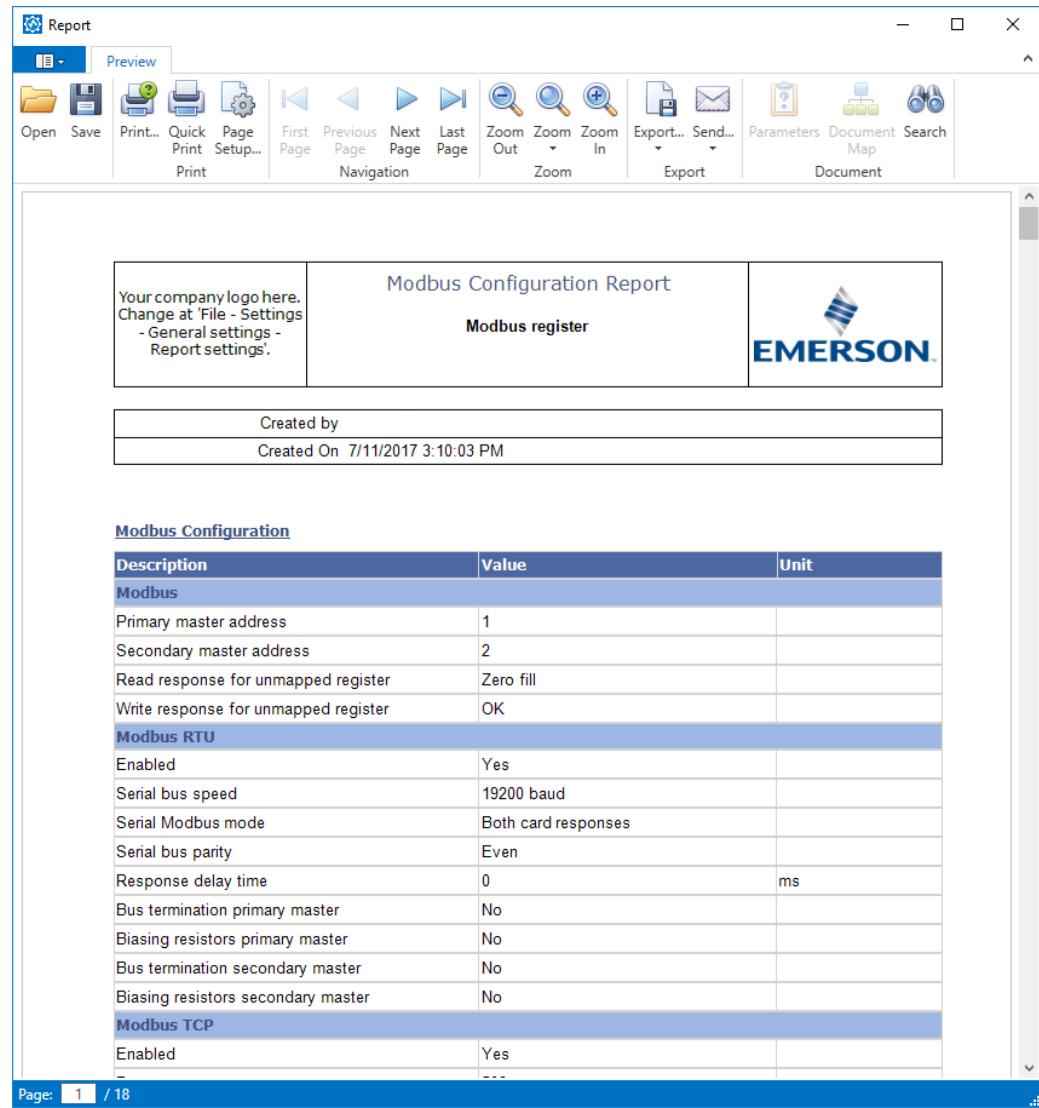 Report
Preview
Open Save Print... Quick Print Page Setup... First Page Previous Page Next Page Last Page Zoom Out Zoom Zoom In Export... Send... Parameters Document Map Search
Print Navigation Zoom Export Document
Your company logo here.
Change at 'File - Settings
- General settings -
Report settings'.
Modbus Configuration Report
Modbus register
EMERSON.
Created by
Created On 7/11/2017 3:10:03 PM
Modbus Configuration
Description Value Unit
Modbus
Primary master address 1
Secondary master address 2
Read response for unmapped register Zero fill
Write response for unmapped register OK
Modbus RTU
Enabled Yes
Serial bus speed 19200 baud
Serial Modbus mode Both card responses
Serial bus parity Even
Response delay time 0 ms
Bus termination primary master No
Biasing resistors primary master No
Bus termination secondary master No
Biasing resistors secondary master No
Modbus TCP
Enabled Yes
Page: 1 / 18